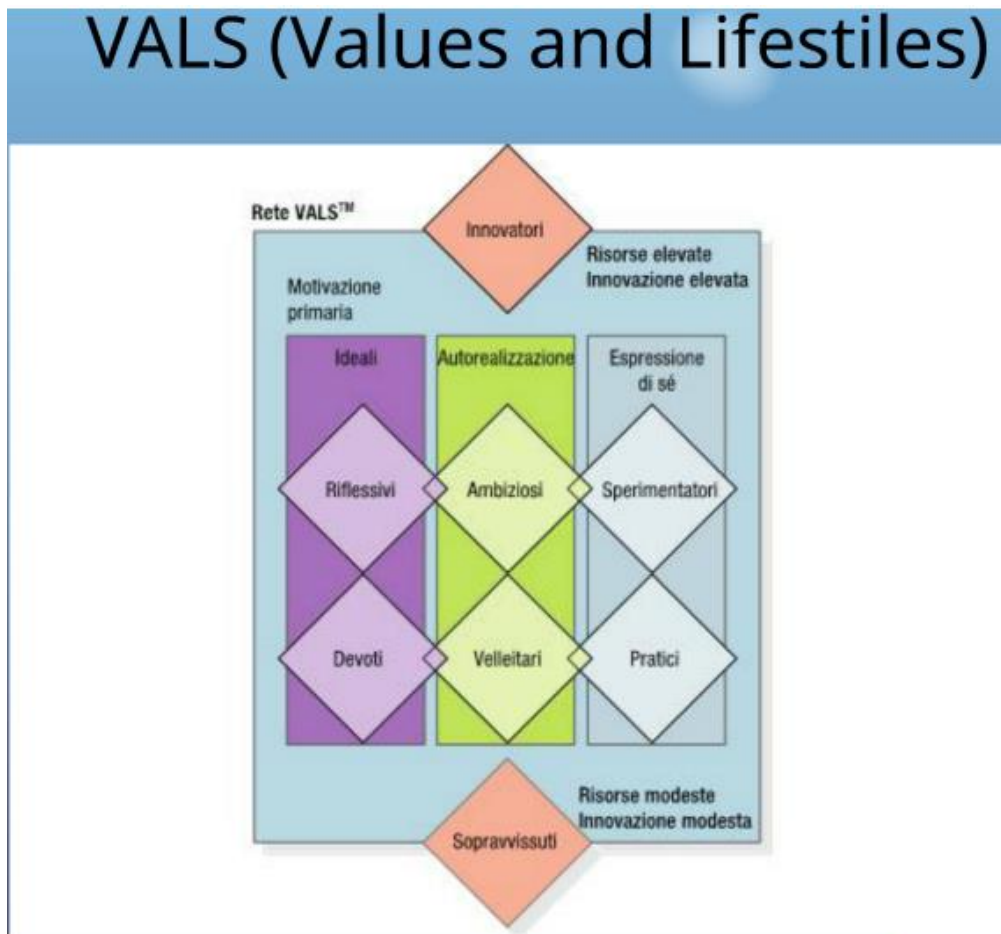 VALS (Values and Lifestiles)
Rete VALS™
Innovatori
Risorse elevate
Innovazione elevata
Motivazione
primaria
Ideali
Autorealizzazione
Espressione
di sé
Riflessivi
Ambiziosi
Sperimentatori
Devoti
Velleitari
Pratici
Risorse modeste
Innovazione modesta
Sopravvissuti